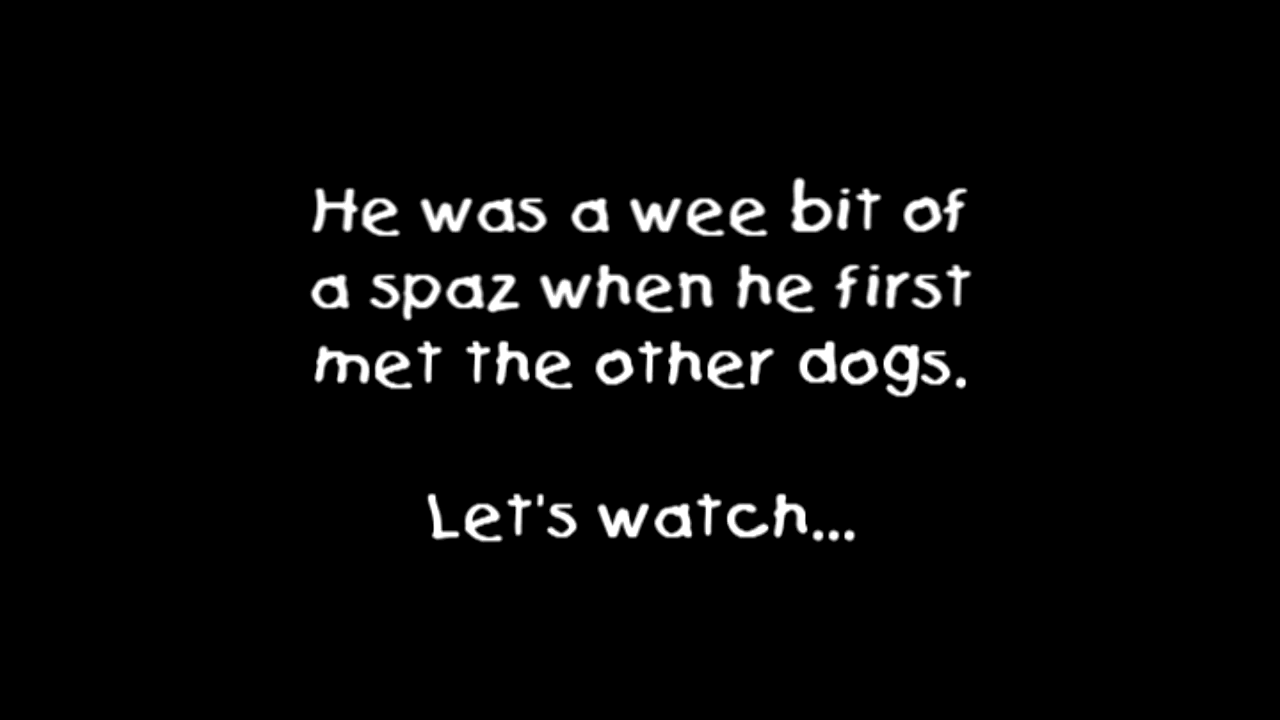 He was a wee bit of
a spaz when he first
met the other dogs.
Let's watch...